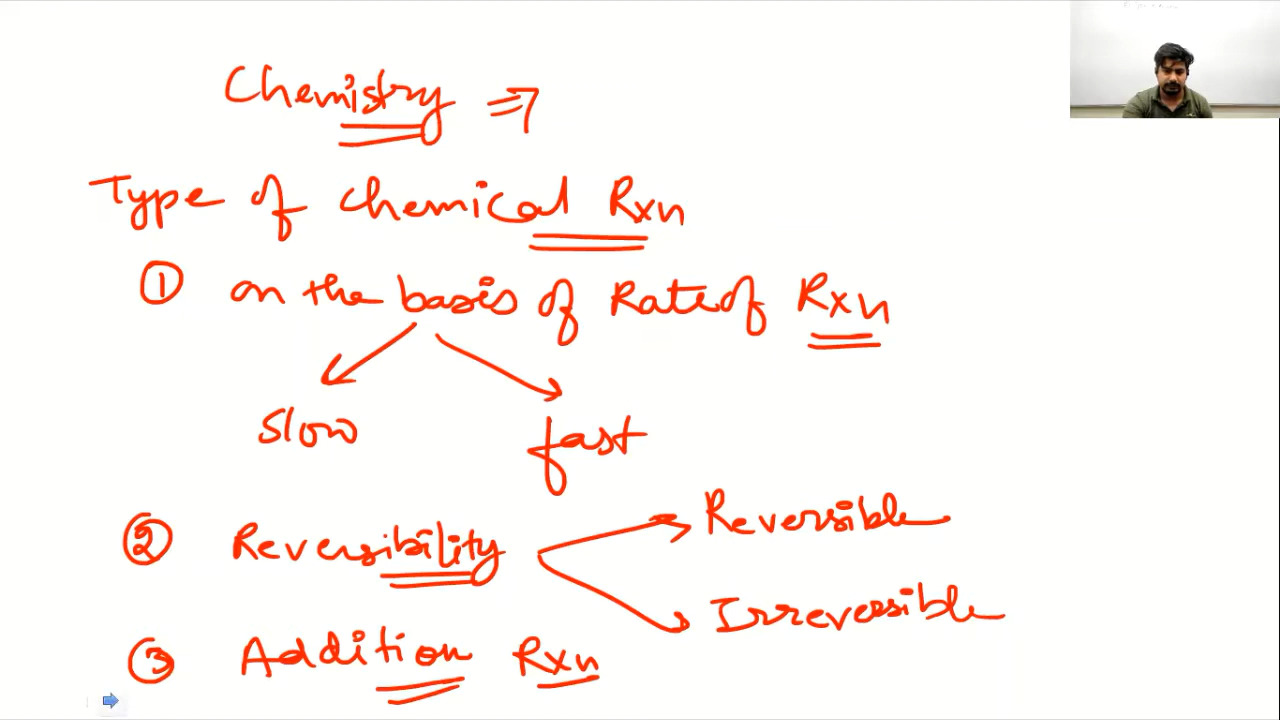 Chemistry ⇒
Type of chemical Rxn
① on the basis of Rate of Rxn
slow fast
② Reversibility Reversible
Irreversible
③ Addition Rxn